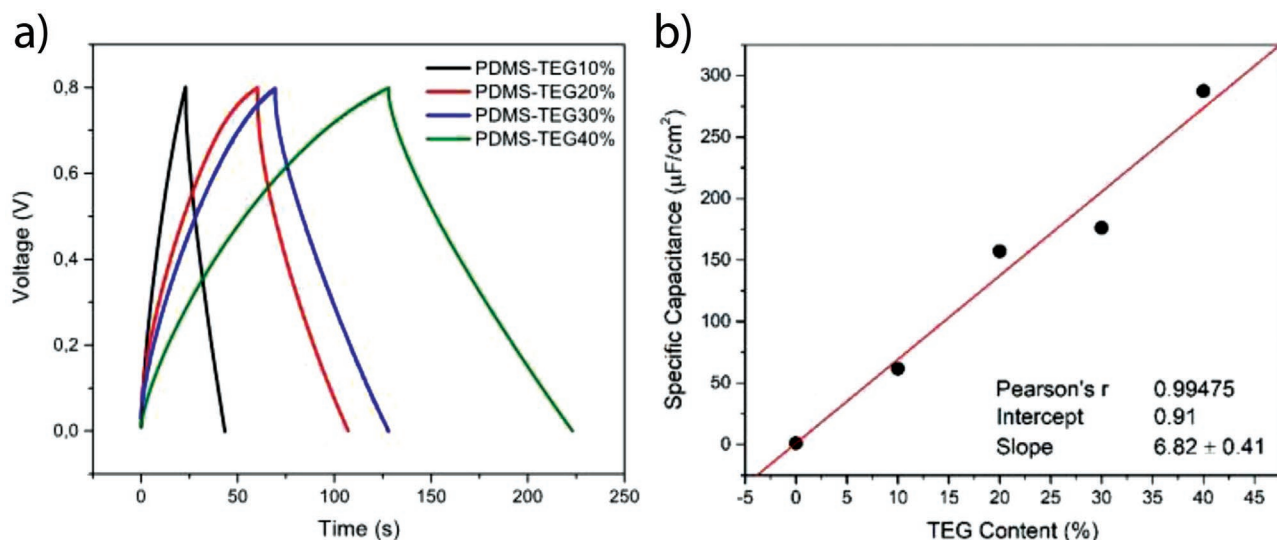 a)
Voltage (V)
0,8
0,6
0,4
0,2
0,0
PDMS-TEG10%
PDMS-TEG20%
PDMS-TEG30%
PDMS-TEG40%
0 50 100 150 200 250
Time (s)
b)
Specific Capacitance (µF/cm²)
300
250
200
150
100
50
0
Pearson's r 0.99475
Intercept 0.91
Slope 6.82 ± 0.41
-5 0 5 10 15 20 25 30 35 40 45
TEG Content (%)